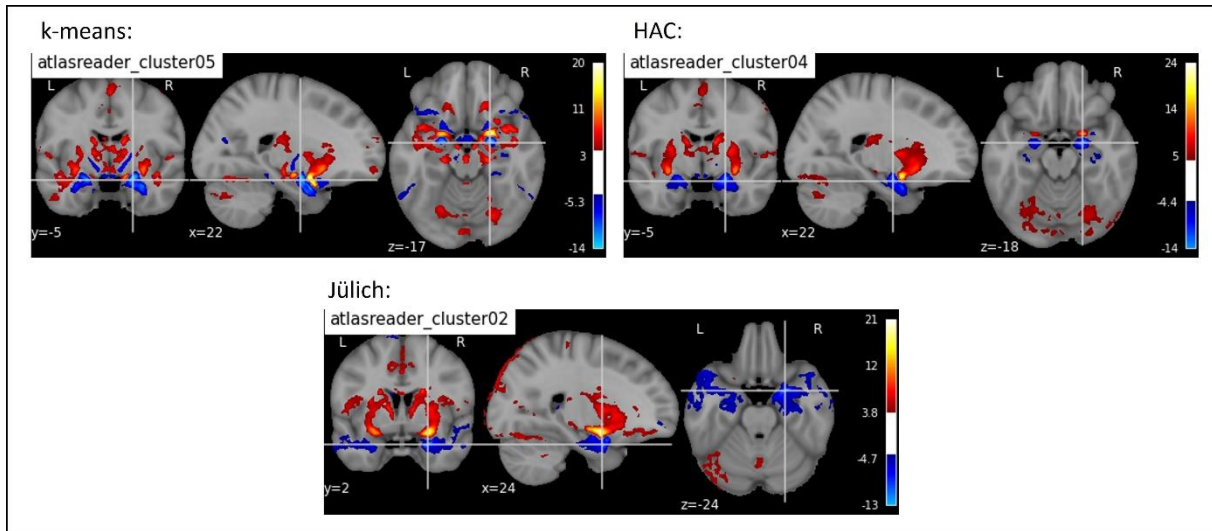 k-means:
atlasreader_cluster05
L R L R
20
11
3
-5.3
-14
y=-5
x=22
z=-17
HAC:
atlasreader_cluster04
L R L R
24
14
5
-4.4
-14
y=-5
x=22
z=-18
Jülich:
atlasreader_cluster02
L R L R
21
12
3.8
-4.7
-13
y=2
x=24
z=-24